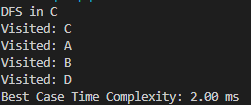 DFS in C
Visited: C
Visited: A
Visited: B
Visited: D
Best Case Time Complexity: 2.00 ms